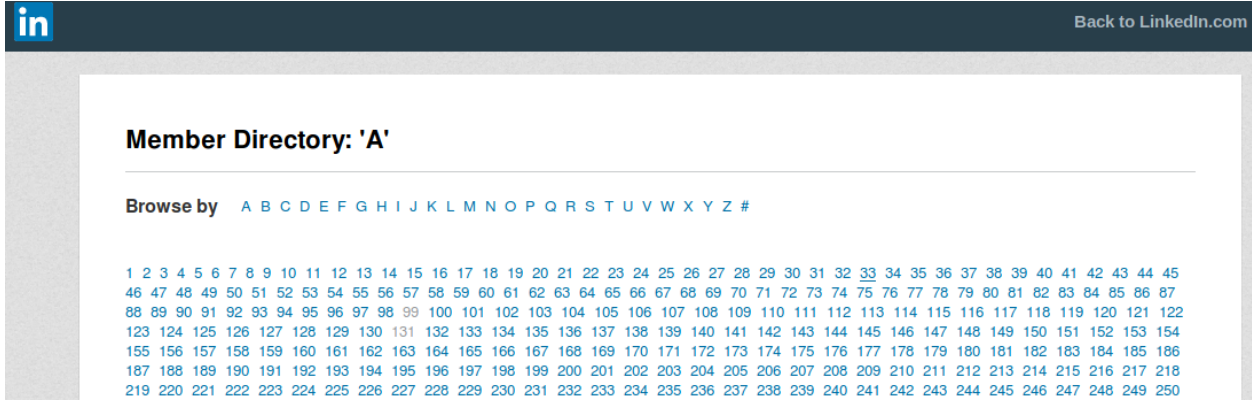 in
Back to LinkedIn.com
Member Directory: 'A'
Browse by A B C D E F G H I J K L M N O P Q R S T U V W X Y Z #
1 2 3 4 5 6 7 8 9 10 11 12 13 14 15 16 17 18 19 20 21 22 23 24 25 26 27 28 29 30 31 32 33 34 35 36 37 38 39 40 41 42 43 44 45
46 47 48 49 50 51 52 53 54 55 56 57 58 59 60 61 62 63 64 65 66 67 68 69 70 71 72 73 74 75 76 77 78 79 80 81 82 83 84 85 86 87
88 89 90 91 92 93 94 95 96 97 98 99 100 101 102 103 104 105 106 107 108 109 110 111 112 113 114 115 116 117 118 119 120 121 122
123 124 125 126 127 128 129 130 131 132 133 134 135 136 137 138 139 140 141 142 143 144 145 146 147 148 149 150 151 152 153 154
155 156 157 158 159 160 161 162 163 164 165 166 167 168 169 170 171 172 173 174 175 176 177 178 179 180 181 182 183 184 185 186
187 188 189 190 191 192 193 194 195 196 197 198 199 200 201 202 203 204 205 206 207 208 209 210 211 212 213 214 215 216 217 218
219 220 221 222 223 224 225 226 227 228 229 230 231 232 233 234 235 236 237 238 239 240 241 242 243 244 245 246 247 248 249 250